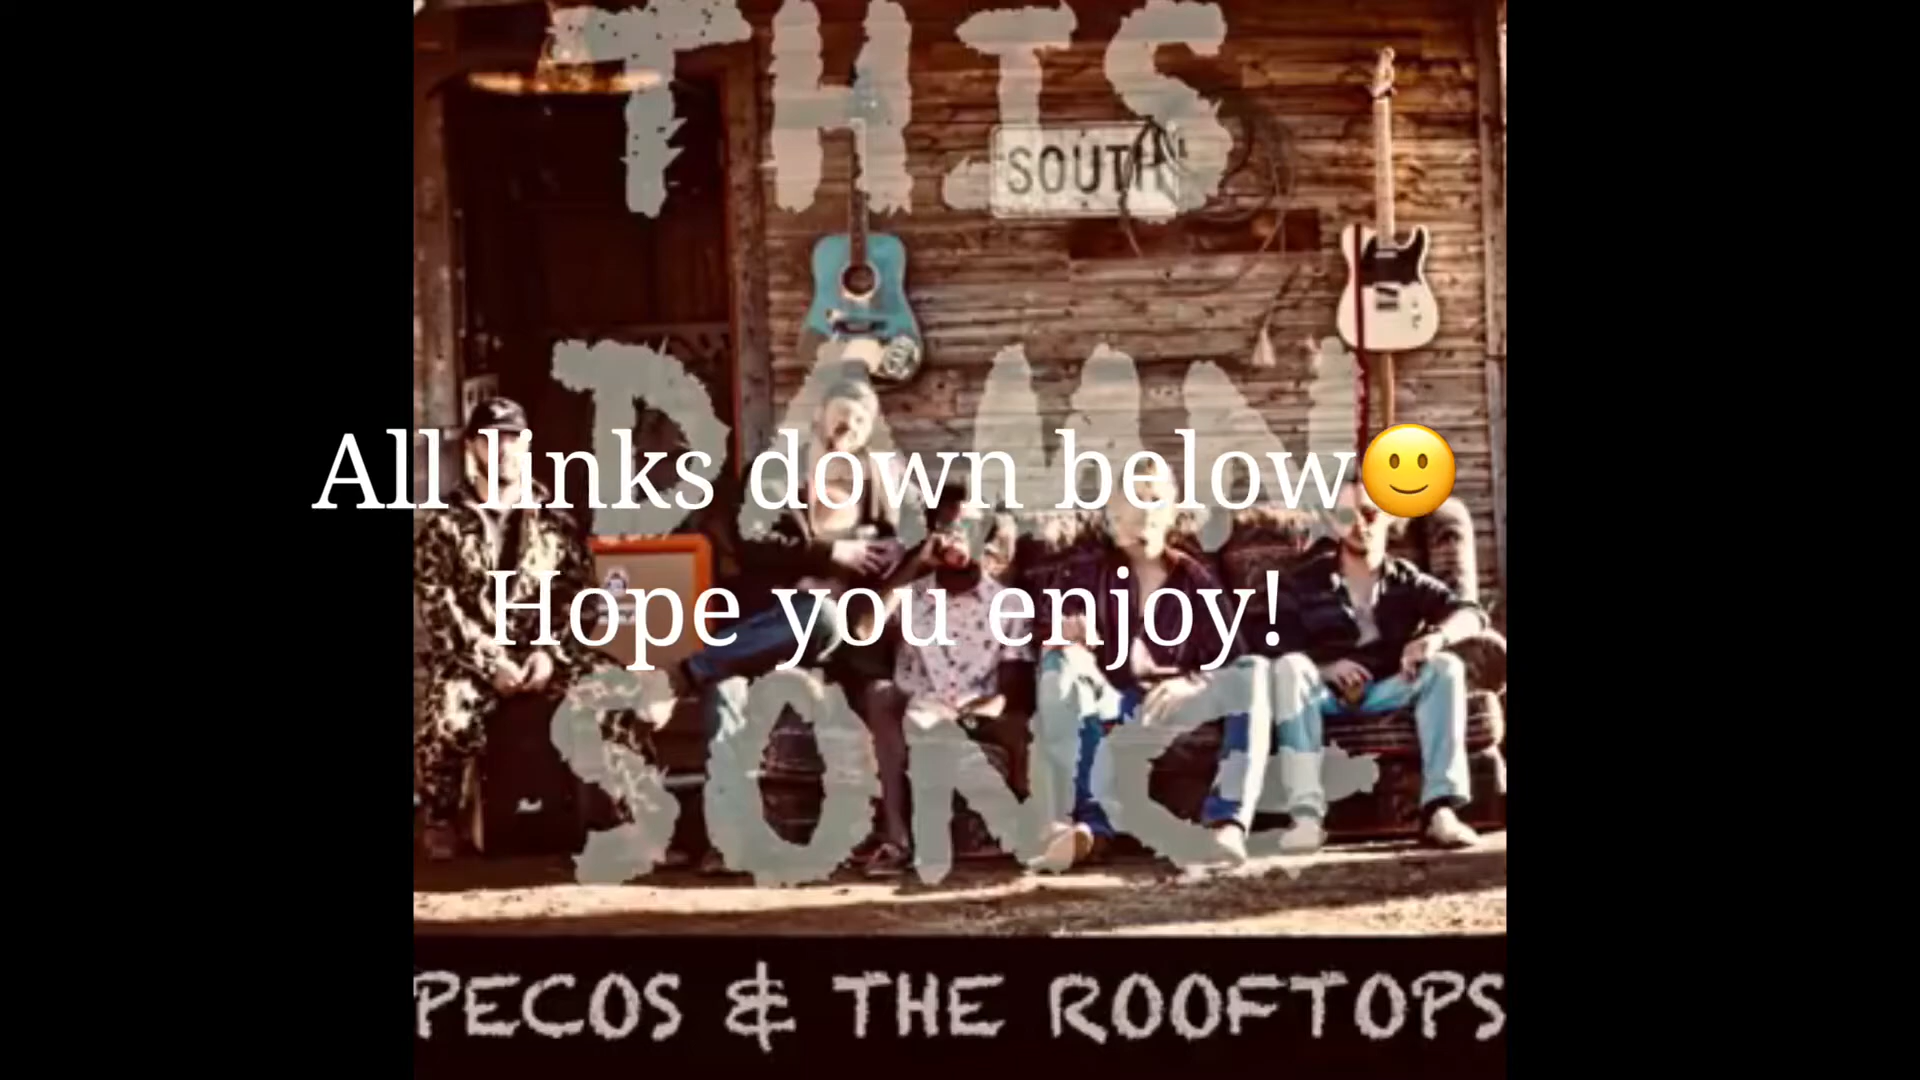 THIS
SOUTH
DAMN
All links down below🙂
Hope you enjoy!
SONG
PECOS & THE ROOFTOPS